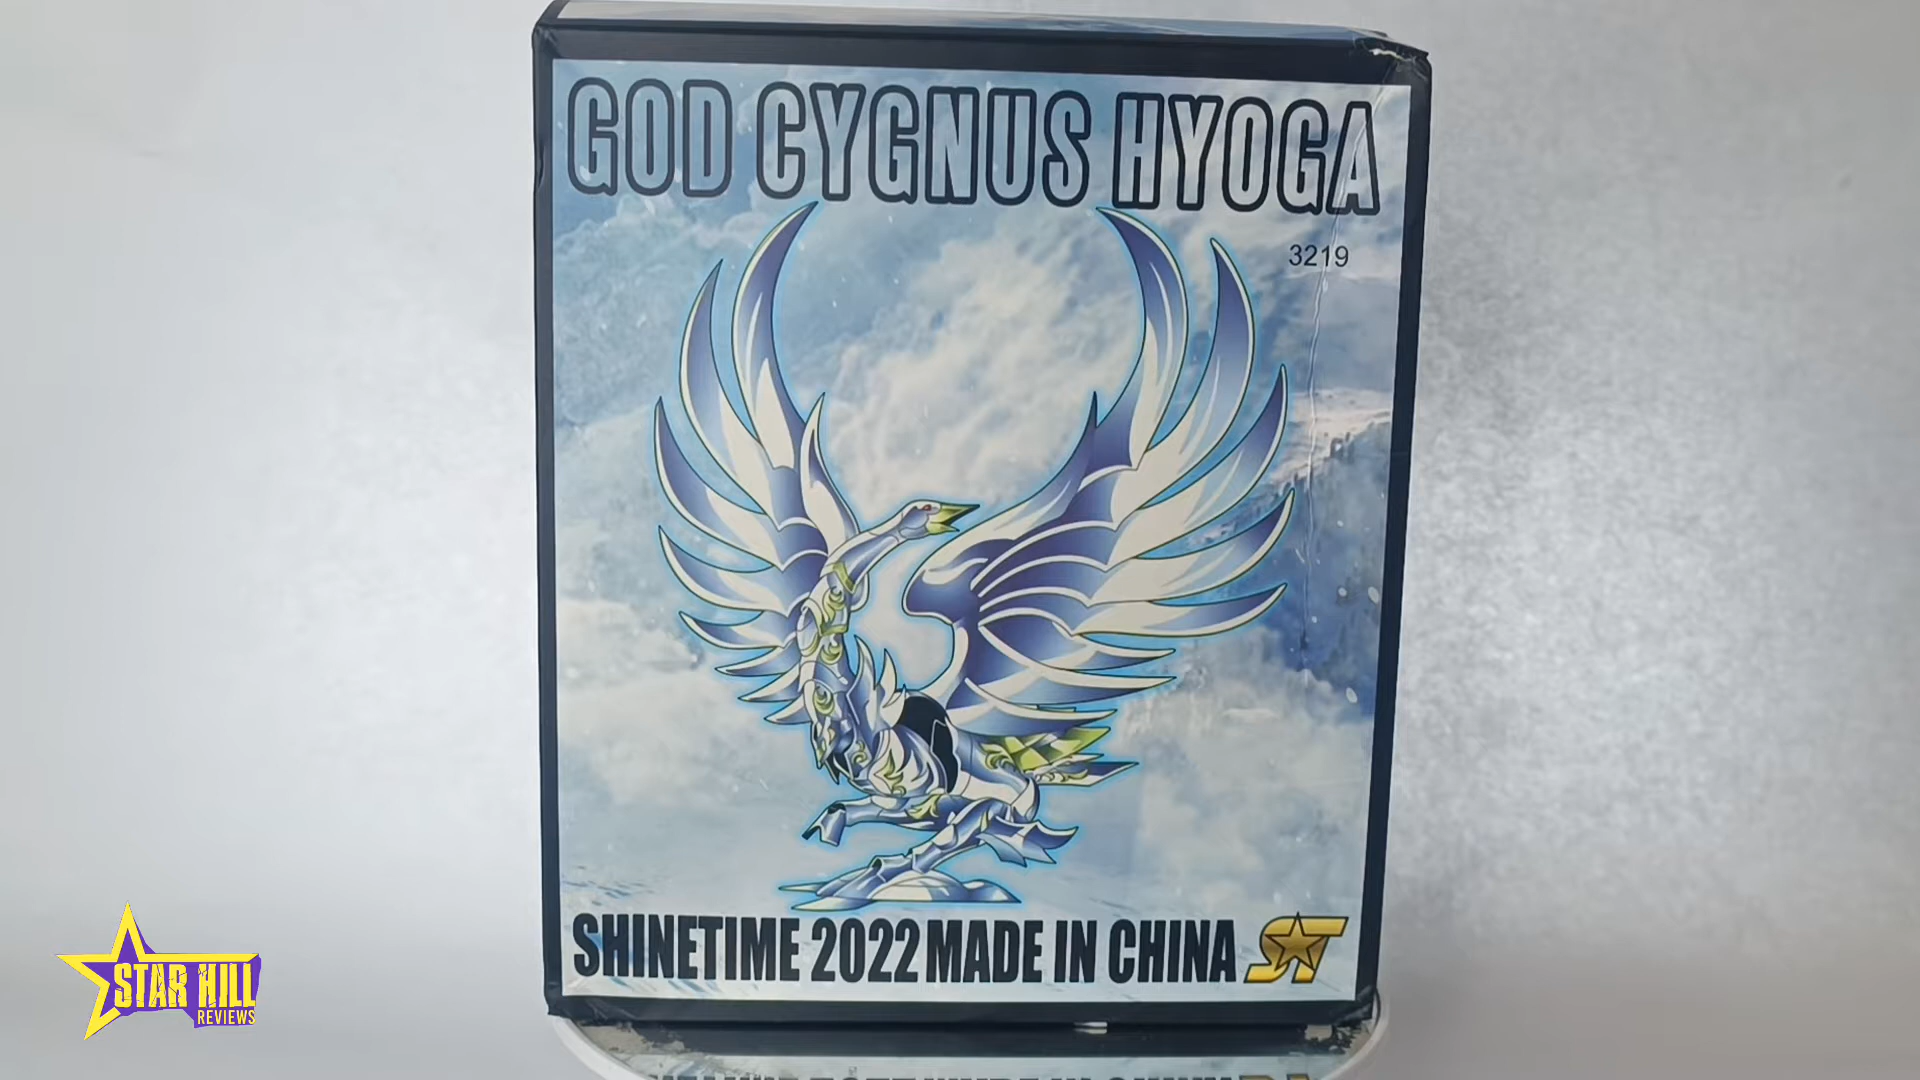 GOD CYGNUS HYOGA
3219
SHINETIME 2022 MADE IN CHINA ST
STAR HILL
REVIEWS